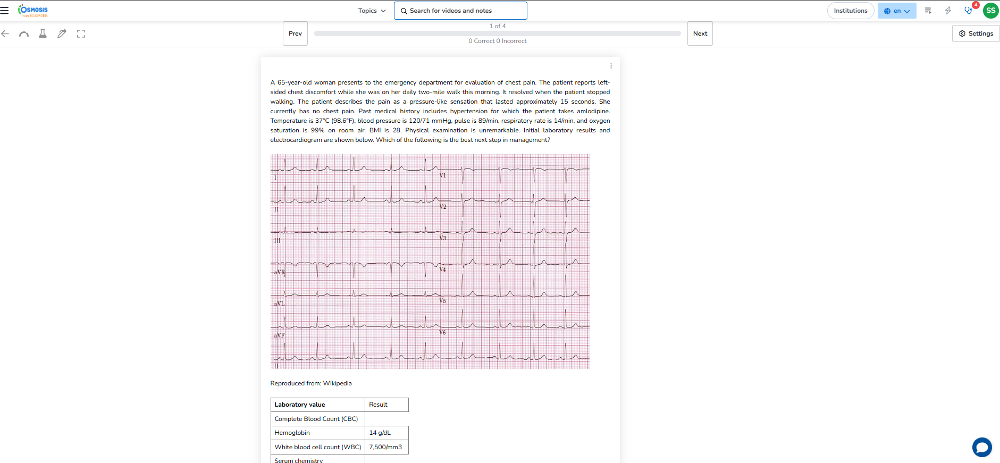 OSMOSIS
from ELSEVIER
Topics
Search for videos and notes
Institutions
en
4
SS
Prev
1 of 4
0 Correct 0 Incorrect
Next
Settings
A 65-year-old woman presents to the emergency department for evaluation of chest pain. The patient reports left-
sided chest discomfort while she was on her daily two-mile walk this morning. It resolved when the patient stopped
walking. The patient describes the pain as a pressure-like sensation that lasted approximately 15 seconds. She
currently has no chest pain. Past medical history includes hypertension for which the patient takes amlodipine.
Temperature is 37°C (98.6°F), blood pressure is 120/71 mmHg, pulse is 89/min, respiratory rate is 14/min, and oxygen
saturation is 99% on room air. BMI is 28. Physical examination is unremarkable. Initial laboratory results and
electrocardiogram are shown below. Which of the following is the best next step in management?
I
V1
II
V2
III
V3
aVR
V4
aVL
V5
aVF
V6
II
Reproduced from: Wikipedia
Laboratory value Result
Complete Blood Count (CBC)
Hemoglobin 14 g/dL
White blood cell count (WBC) 7,500/mm3
Serum chemistry